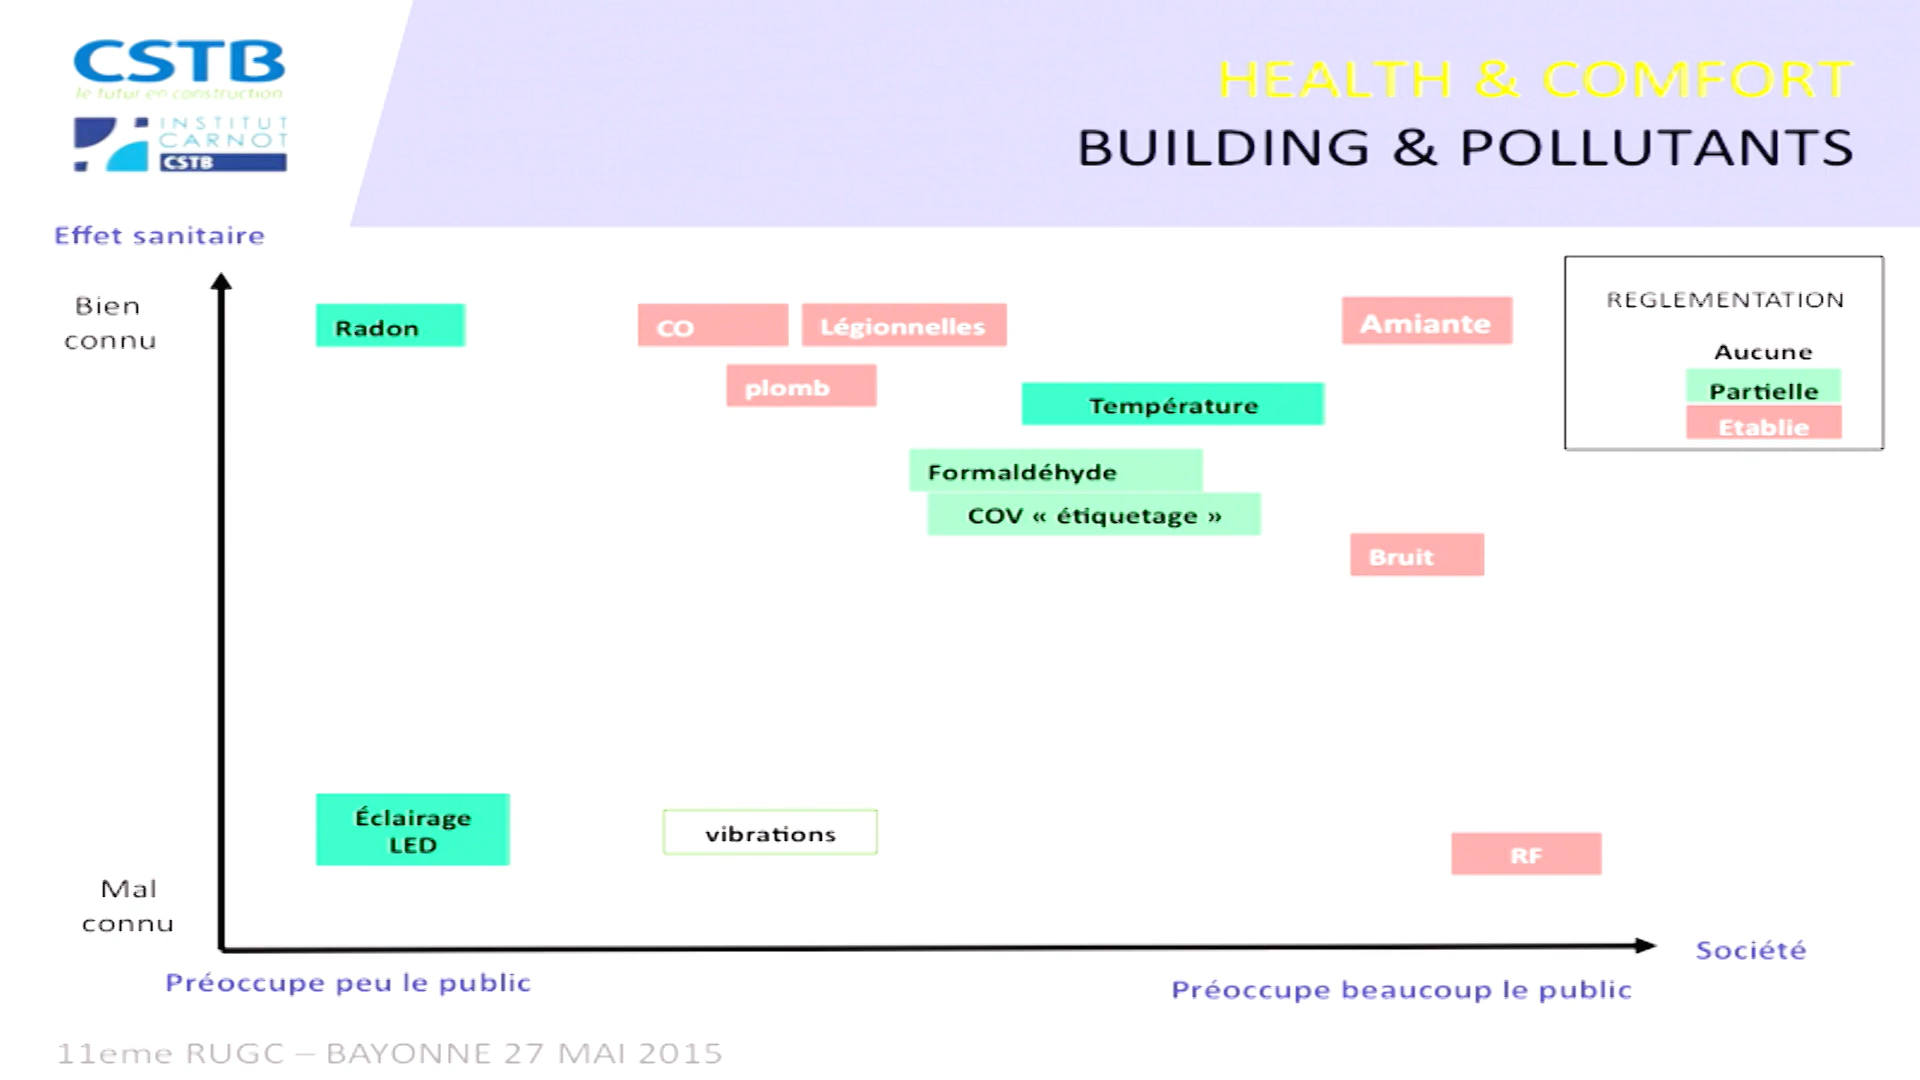 CSTB
le futur en construction
INSTITUT
CARNOT
CSTB
HEALTH & COMFORT
BUILDING & POLLUTANTS
Effet sanitaire
Bien
connu
Radon
CO
Légionnelles
Amiante
plomb
Température
Formaldéhyde
COV « étiquetage »
Bruit
REGLEMENTATION
Aucune
Partielle
Etablie
Éclairage
LED
vibrations
RF
Mal
connu
Société
Préoccupe peu le public
Préoccupe beaucoup le public
11eme RUGC – BAYONNE 27 MAI 2015